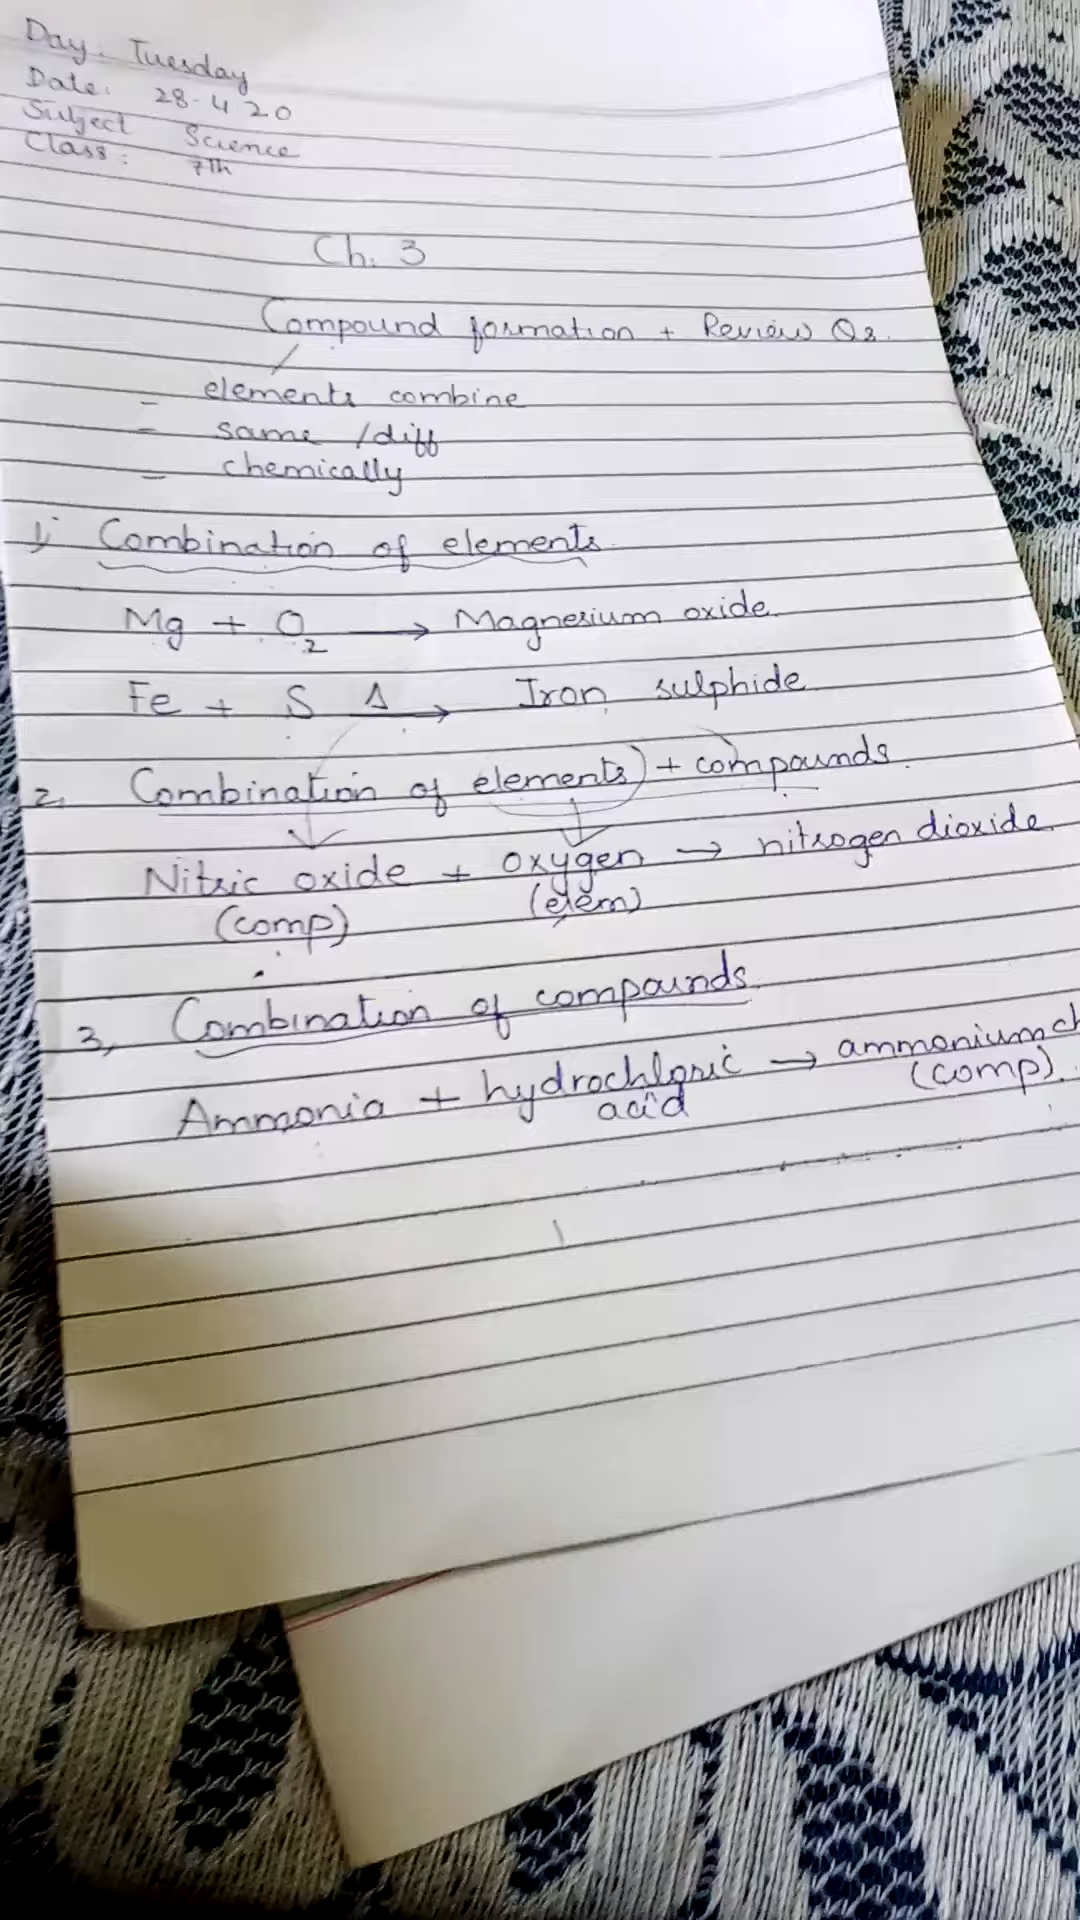 Day. Tuesday
Date. 28.4 20
Subject Science
Class: 7th
Ch. 3
Compound formation + Review Qs.
- elements combine
- same /diff
- chemically
1) Combination of elements
Mg + O₂ → Magnesium oxide
Fe + S Δ → Iron sulphide
2. Combination of elements) + compounds.
Nitric oxide + oxygen → nitrogen dioxide
(comp) (elem)
3, Combination of compounds.
Ammonia + hydrochloric → ammonium ch
acid (comp).